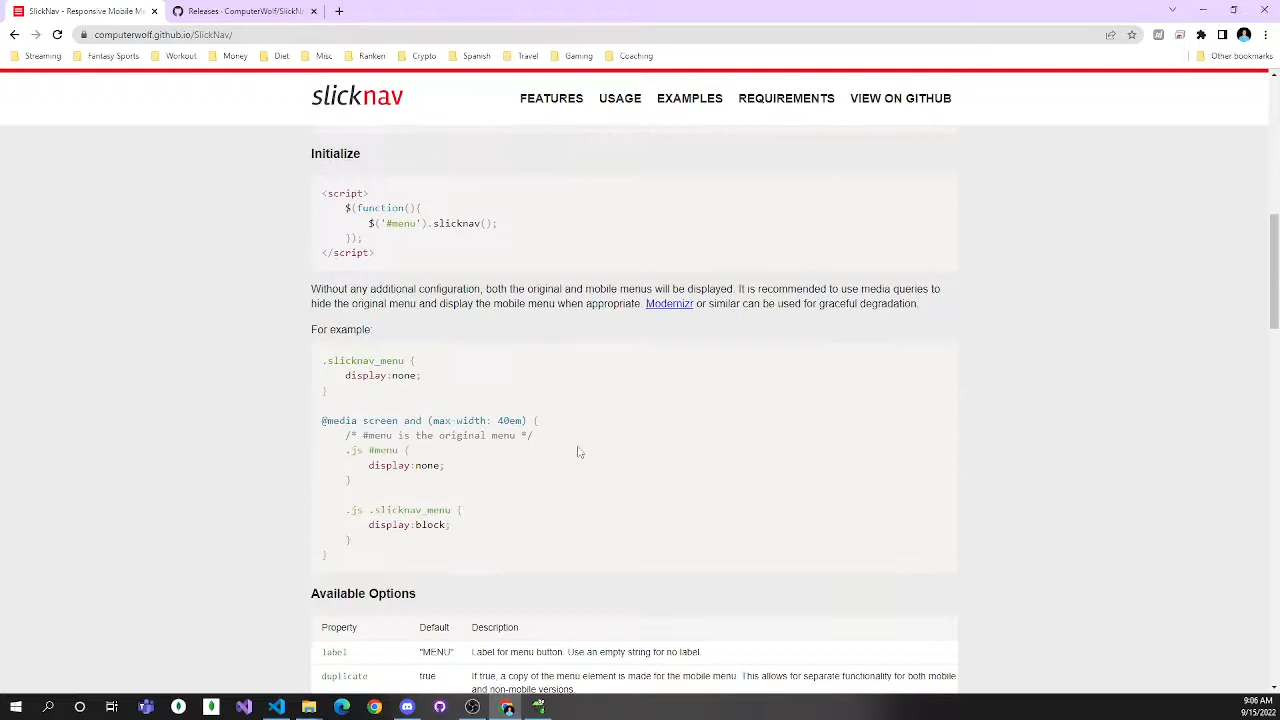 SlickNav - Responsive Mobile M
Releases · ComputerWolf/SlickN
computerwolf.github.io/SlickNav/
Streaming
Fantasy Sports
Workout
Money
Diet
Misc
Ranken
Crypto
Spanish
Travel
Gaming
Coaching
Other bookmarks
slicknav
FEATURES
USAGE
EXAMPLES
REQUIREMENTS
VIEW ON GITHUB
Initialize
<script>
$(function(){
$('#menu').slicknav();
});
</script>
Without any additional configuration, both the original and mobile menus will be displayed. It is recommended to use media queries to
hide the original menu and display the mobile menu when appropriate. Modernizr or similar can be used for graceful degradation.
For example:
.slicknav_menu {
display:none;
}
@media screen and (max-width: 40em) {
/* #menu is the original menu */
.js #menu {
display:none;
}
.js .slicknav_menu {
display:block;
}
}
Available Options
Property Default Description
label "MENU" Label for menu button. Use an empty string for no label.
duplicate true If true, a copy of the menu element is made for the mobile menu. This allows for separate functionality for both mobile
and non-mobile versions.
9:06 AM
9/15/2022